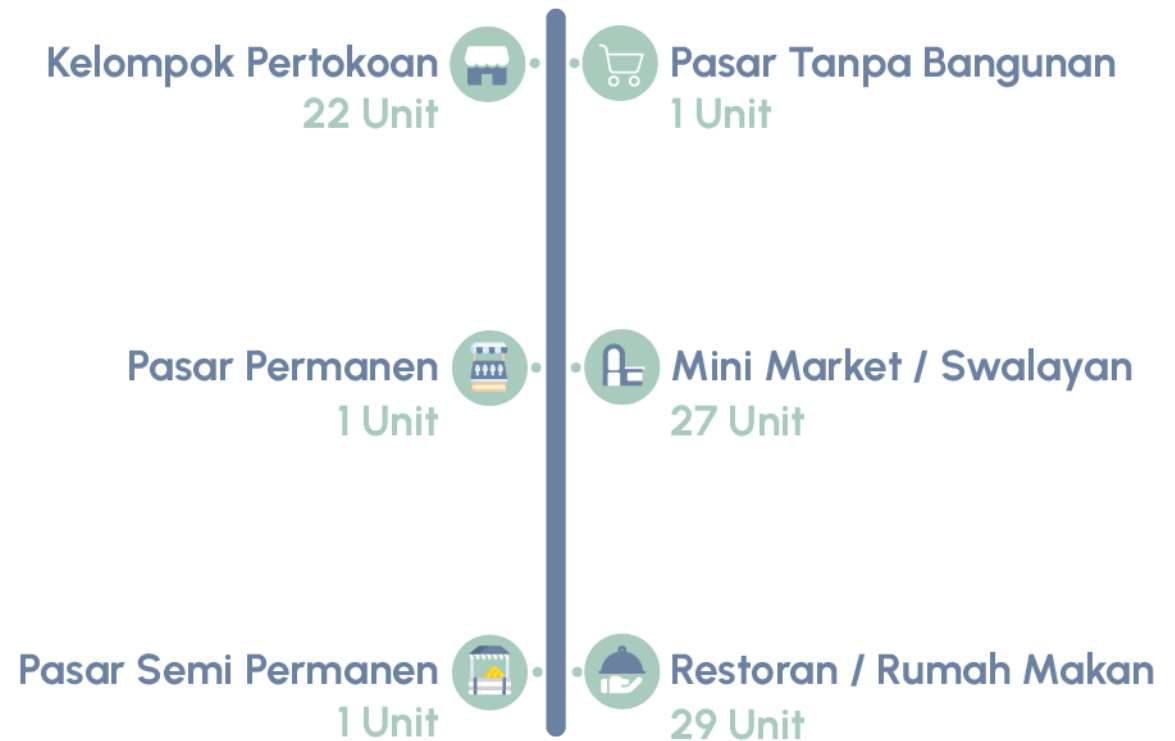 Kelompok Pertokoan
22 Unit
Pasar Tanpa Bangunan
1 Unit
Pasar Permanen
1 Unit
Mini Market / Swalayan
27 Unit
Pasar Semi Permanen
1 Unit
Restoran / Rumah Makan
29 Unit